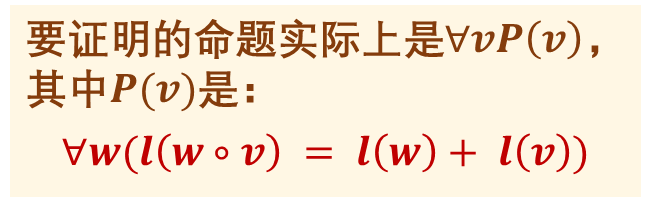 要证明的命题实际上是∀vP(v)，
其中P(v)是：
∀w(l(w∘v) = l(w)+ l(v))